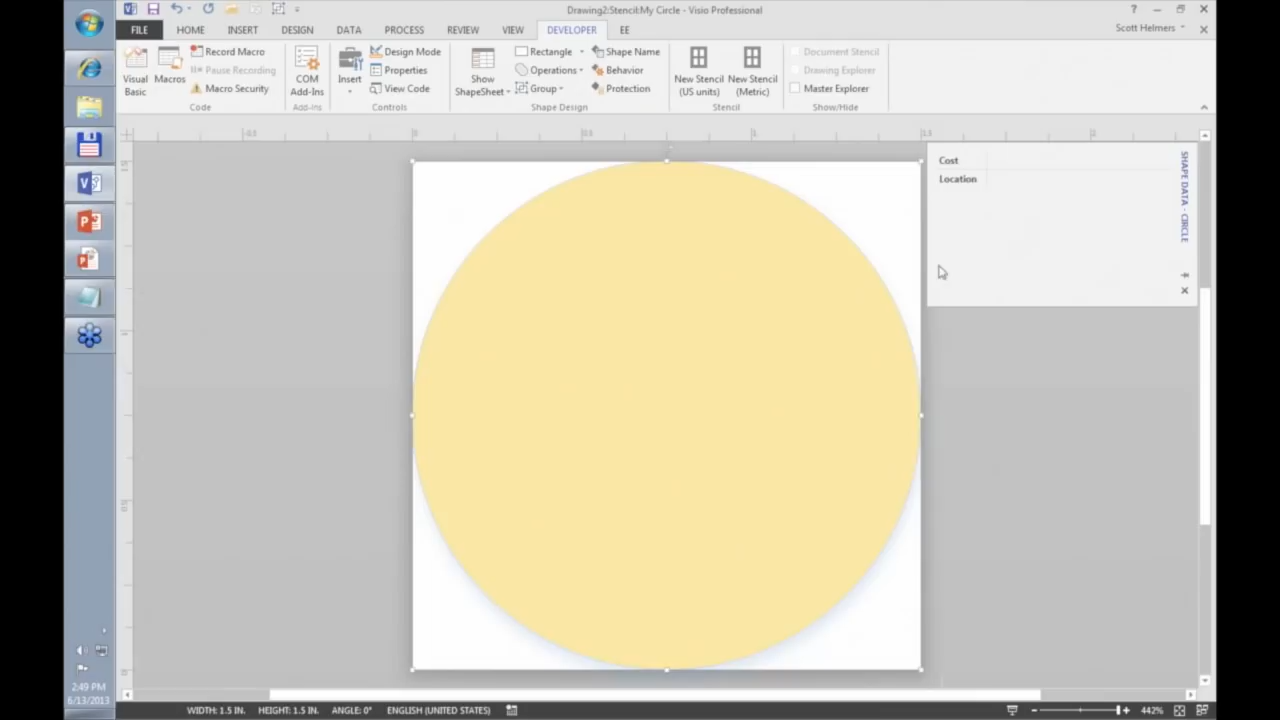 Drawing2:Stencil:My Circle - Visio Professional
FILE HOME INSERT DESIGN DATA PROCESS REVIEW VIEW DEVELOPER EE
Scott Helmers
Visual Basic
Macros
Record Macro
Pause Recording
Macro Security
Code
COM Add-Ins
Add-Ins
Insert
Design Mode
Properties
View Code
Controls
Show ShapeSheet
Rectangle
Operations
Group
Shape Name
Behavior
Protection
Shape Design
New Stencil (US units)
New Stencil (Metric)
Stencil
Document Stencil
Drawing Explorer
Master Explorer
Show/Hide
Cost
Location
SHAPE DATA - CIRCLE
2:49 PM
6/13/2013
WIDTH: 1.5 IN. HEIGHT: 1.5 IN. ANGLE: 0° ENGLISH (UNITED STATES) 442%